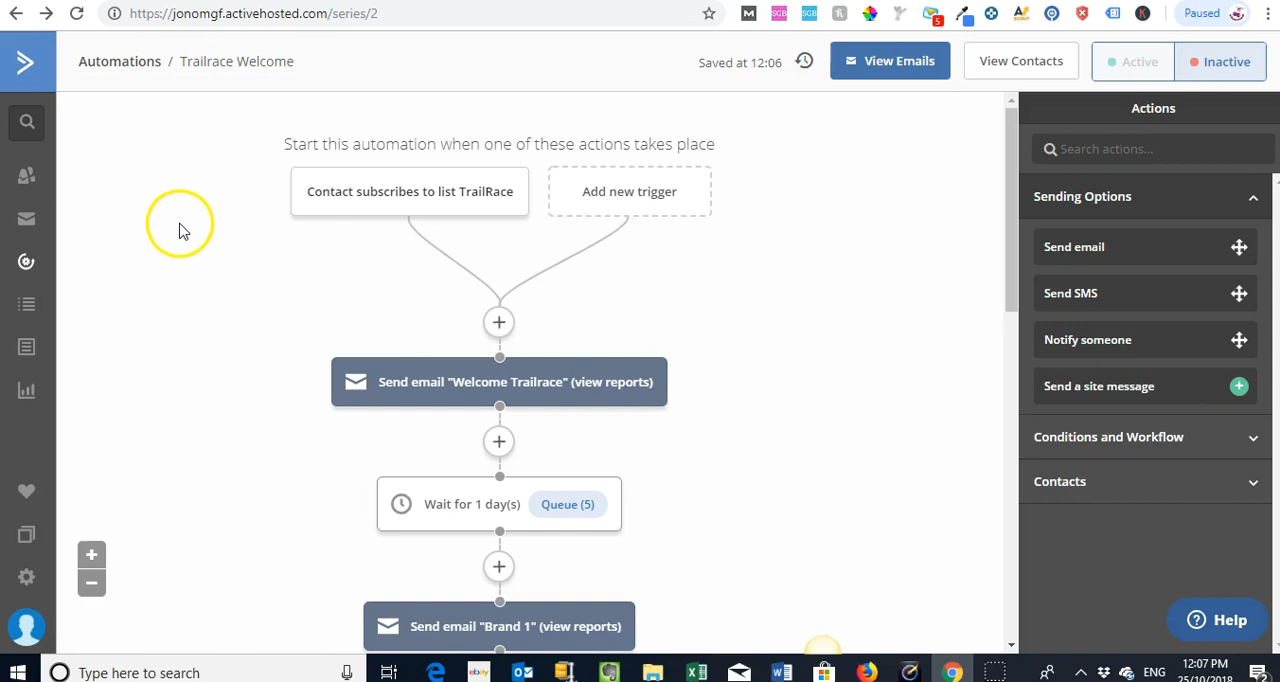 https://jonomgf.activehosted.com/series/2
M
SGB
SGB
5
K
Paused
Automations / Trailrace Welcome
Saved at 12:06
View Emails
View Contacts
Active
Inactive
Actions
Search actions...
Start this automation when one of these actions takes place
Contact subscribes to list TrailRace
Add new trigger
Sending Options
Send email
Send SMS
Notify someone
Send a site message
Send email "Welcome Trailrace" (view reports)
Conditions and Workflow
Contacts
Wait for 1 day(s) Queue (5)
Send email "Brand 1" (view reports)
Help
Type here to search
ebay
ENG
12:07 PM
25/10/2018